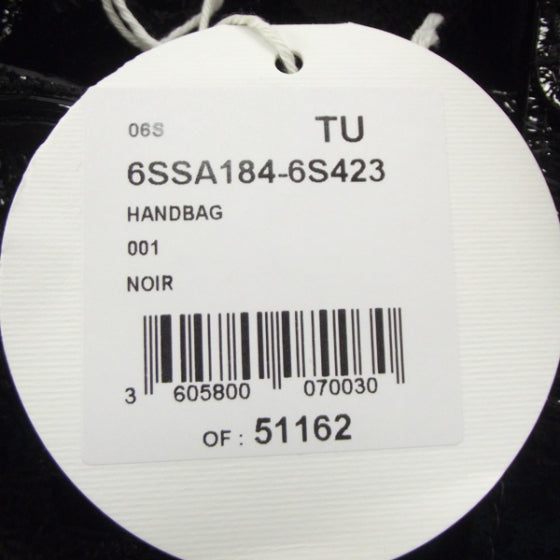 06S TU
6SSA184-6S423
HANDBAG
001
NOIR
3 605800 070030
OF : 51162